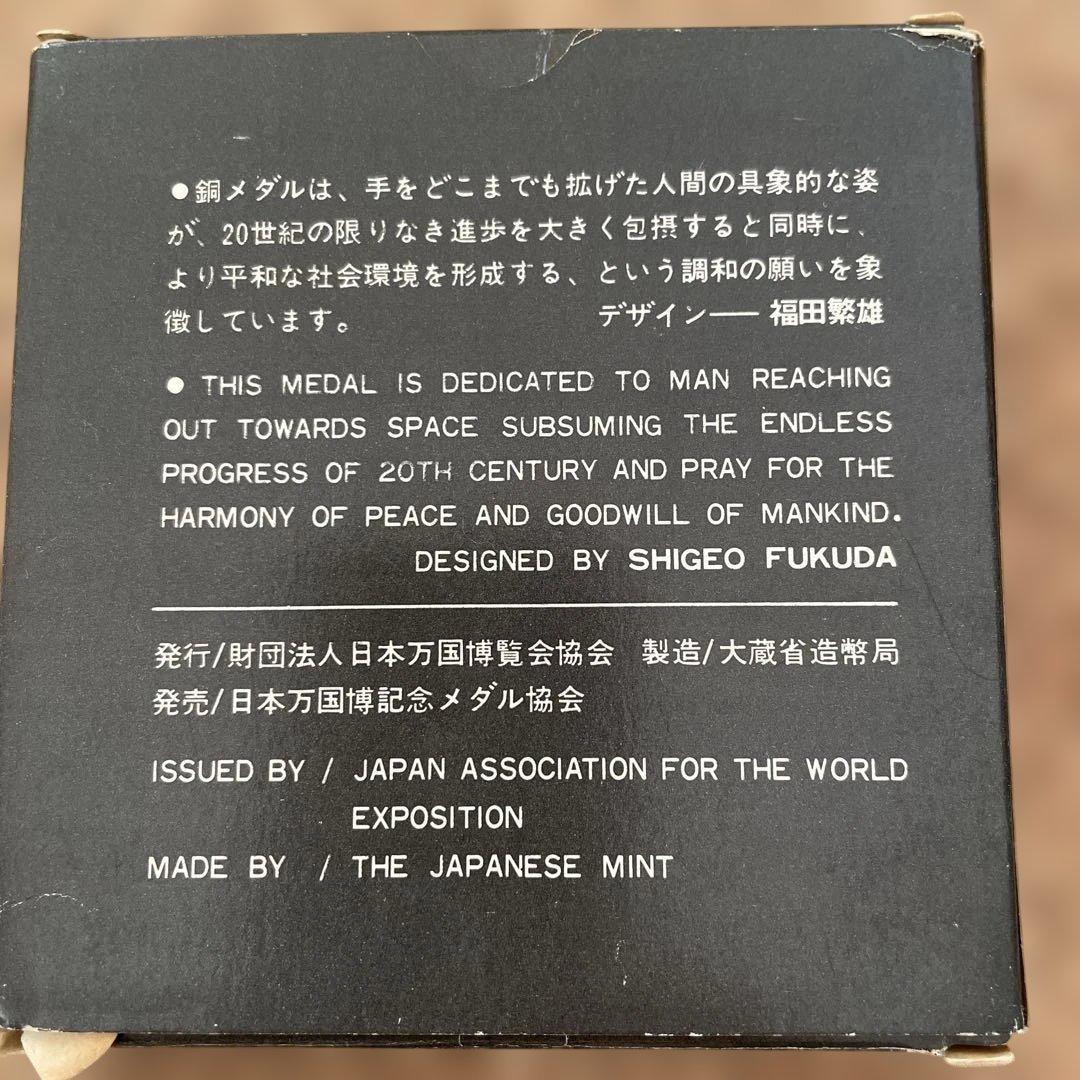 ●銅メダルは、手をどこまでも拡げた人間の具象的な姿
が、20世紀の限りなき進歩を大きく包摂すると同時に、
より平和な社会環境を形成する、という調和の願いを象
徴しています。 デザイン── 福田繁雄
● THIS MEDAL IS DEDICATED TO MAN REACHING
OUT TOWARDS SPACE SUBSUMING THE ENDLESS
PROGRESS OF 20TH CENTURY AND PRAY FOR THE
HARMONY OF PEACE AND GOODWILL OF MANKIND.
DESIGNED BY SHIGEO FUKUDA
発行/財団法人日本万国博覧会協会 製造/大蔵省造幣局
発売/日本万国博記念メダル協会
ISSUED BY / JAPAN ASSOCIATION FOR THE WORLD
EXPOSITION
MADE BY / THE JAPANESE MINT